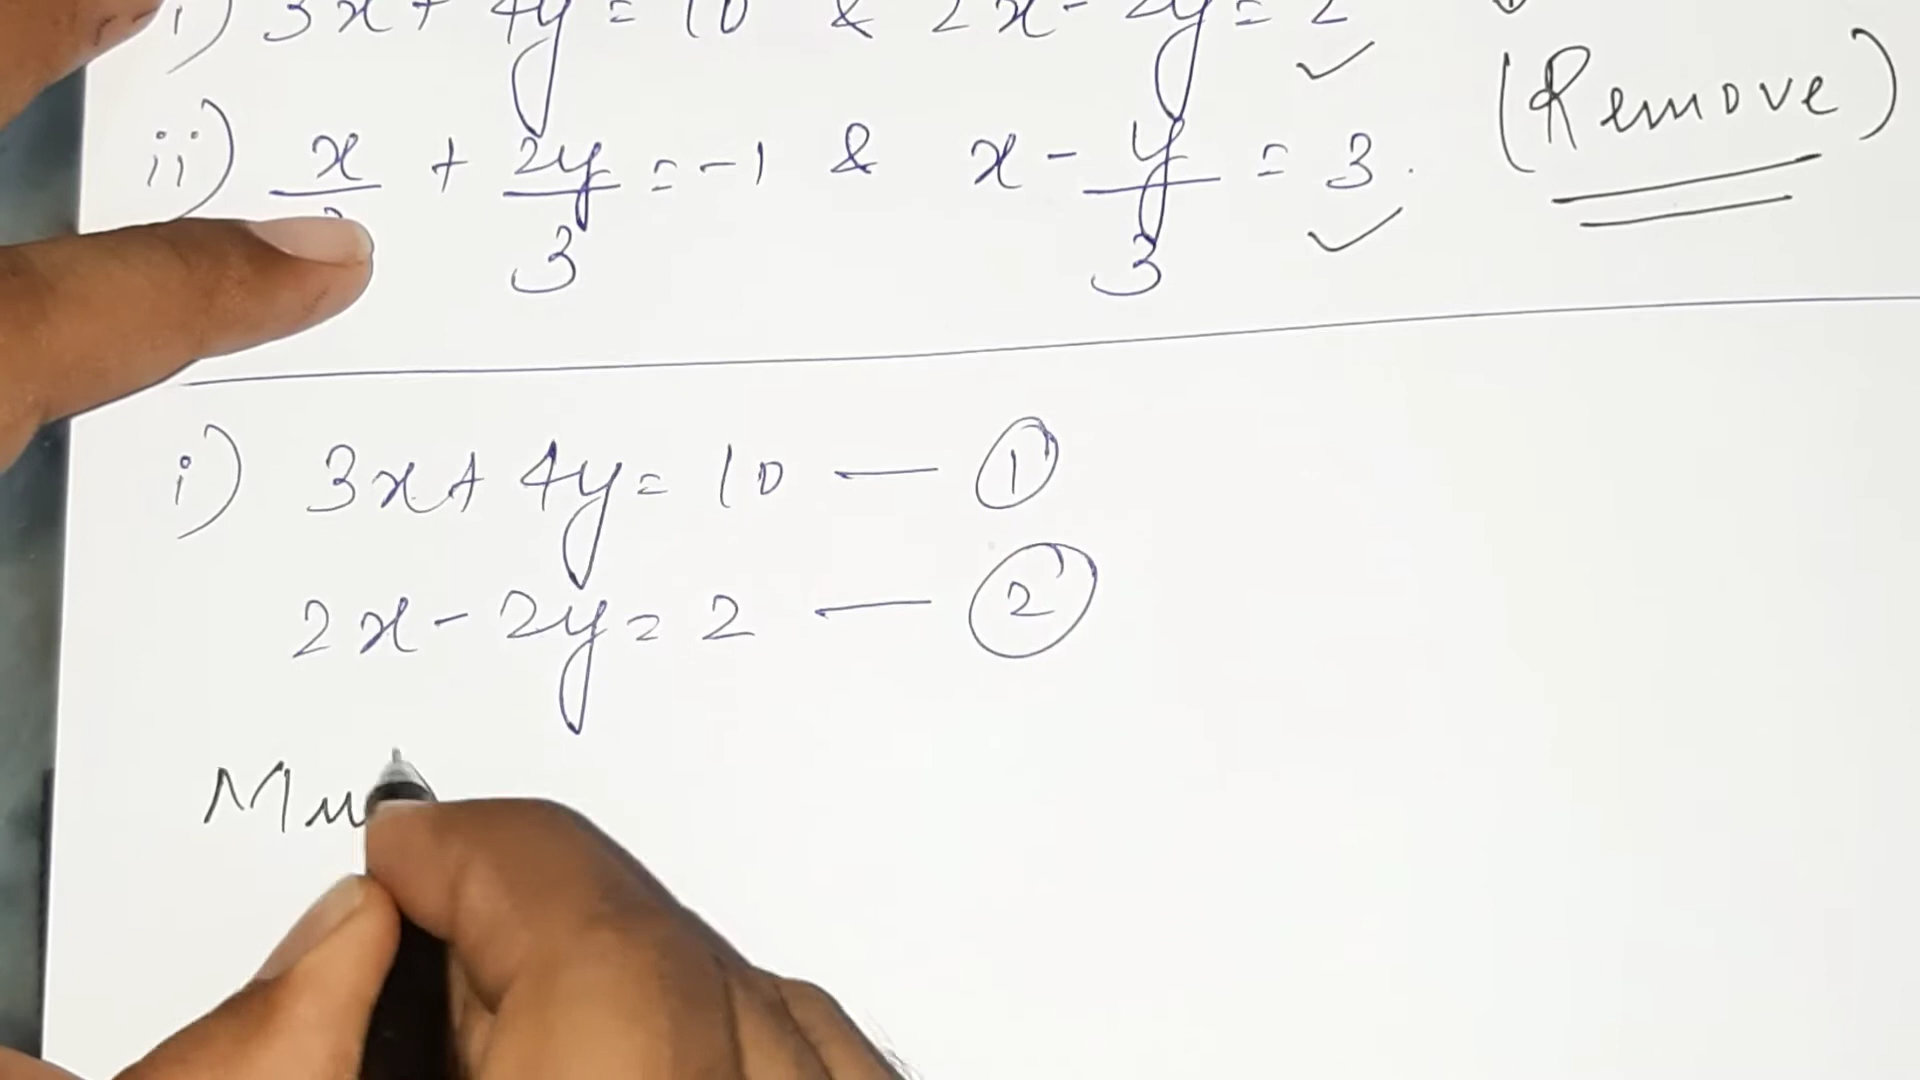 i) 3x + 4y = 10 & 2x - 2y = 2
(Remove)
ii) x/ + 2y/3 = -1 & x - y/3 = 3.
i) 3x + 4y = 10 — ①
2x - 2y = 2 — ②
Mu